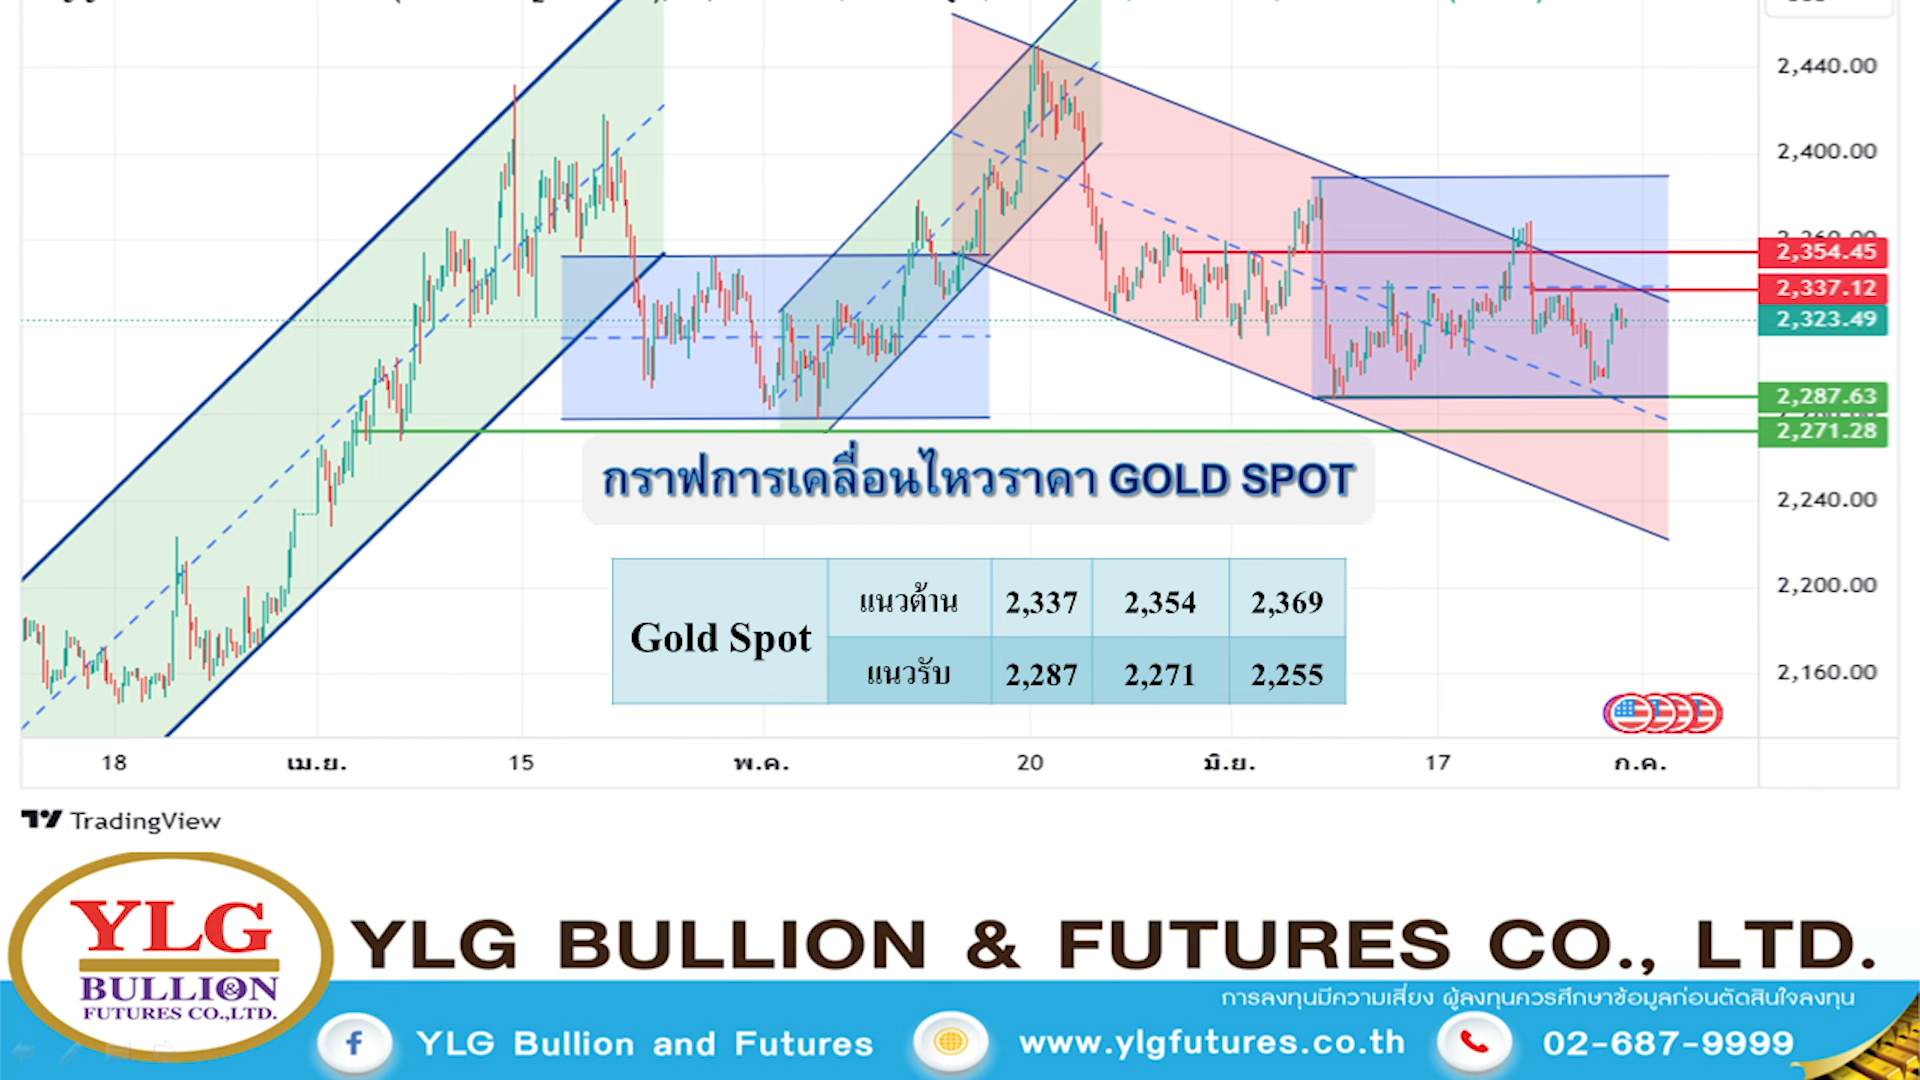 2,440.00
2,400.00
2,354.45
2,337.12
2,323.49
2,287.63
2,271.28
2,240.00
2,200.00
2,160.00
กราฟการเคลื่อนไหวราคา GOLD SPOT
Gold Spot
แนวต้าน 2,337 2,354 2,369
แนวรับ 2,287 2,271 2,255
18 เม.ย. 15 พ.ค. 20 มิ.ย. 17 ก.ค.
TradingView
YLG
BULLION
&
FUTURES CO.,LTD.
YLG BULLION & FUTURES CO., LTD.
การลงทุนมีความเสี่ยง ผู้ลงทุนควรศึกษาข้อมูลก่อนตัดสินใจลงทุน
YLG Bullion and Futures www.ylgfutures.co.th 02-687-9999